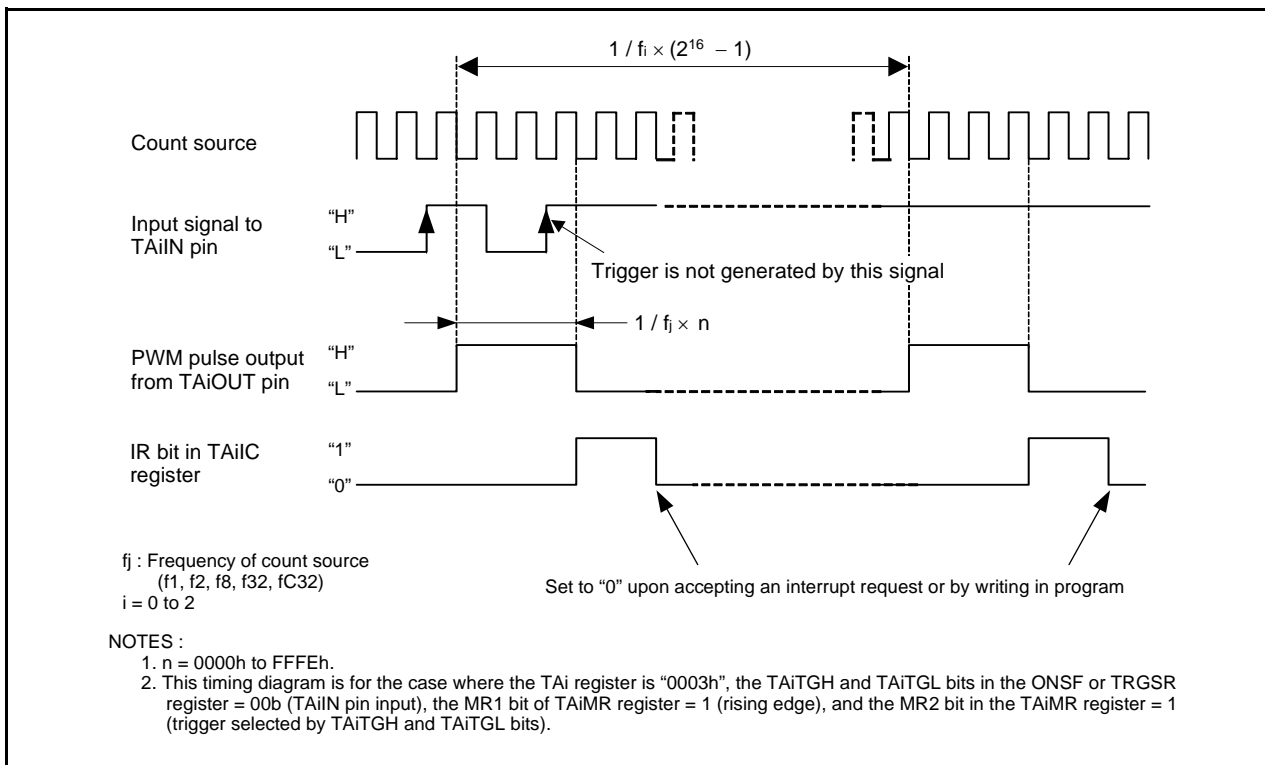 1 / fi × (2¹⁶ − 1)
Count source
Input signal to
TAiIN pin
“H”
“L”
Trigger is not generated by this signal
1 / fj × n
PWM pulse output
from TAiOUT pin
“H”
“L”
IR bit in TAiIC
register
“1”
“0”
fj : Frequency of count source
(f1, f2, f8, f32, fC32)
i = 0 to 2
Set to “0” upon accepting an interrupt request or by writing in program
NOTES :
1. n = 0000h to FFFEh.
2. This timing diagram is for the case where the TAi register is “0003h”, the TAiTGH and TAiTGL bits in the ONSF or TRGSR
register = 00b (TAiIN pin input), the MR1 bit of TAiMR register = 1 (rising edge), and the MR2 bit in the TAiMR register = 1
(trigger selected by TAiTGH and TAiTGL bits).